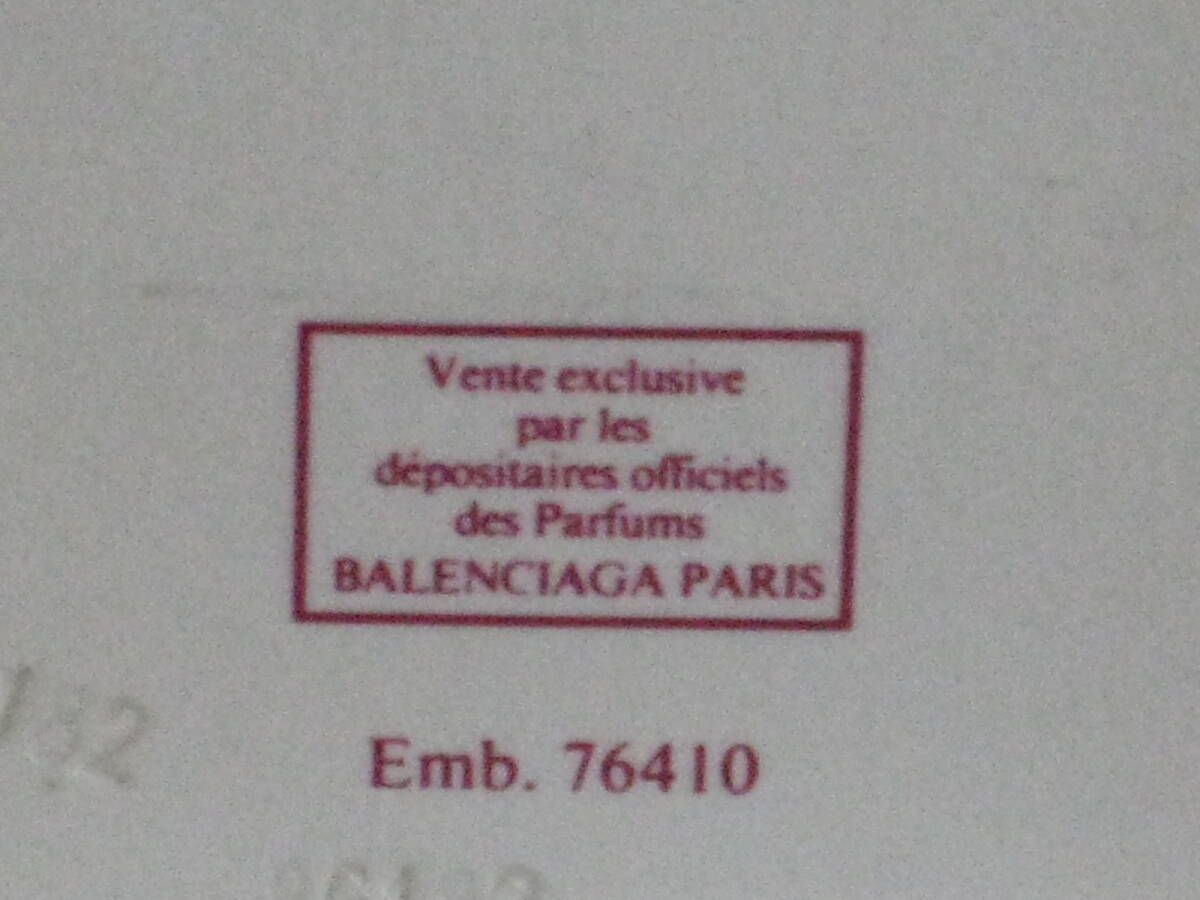 Vente exclusive
par les
dépositaires officiels
des Parfums
BALENCIAGA PARIS
Emb. 76410